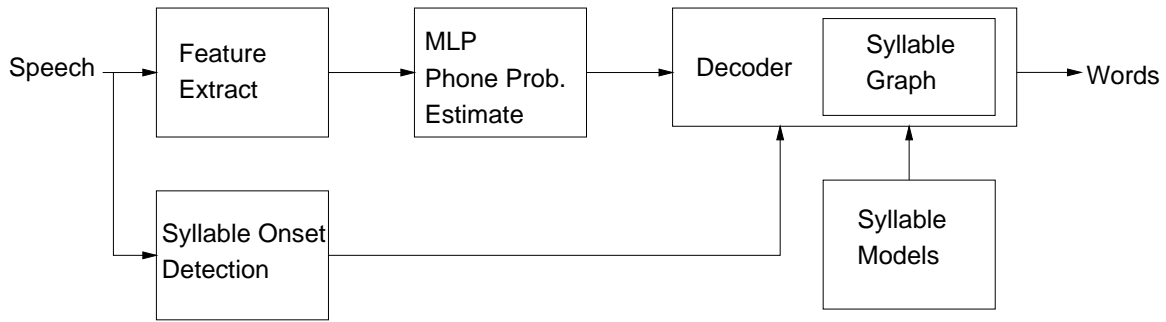 Speech
Feature
Extract
MLP
Phone Prob.
Estimate
Decoder
Syllable
Graph
Words
Syllable Onset
Detection
Syllable
Models